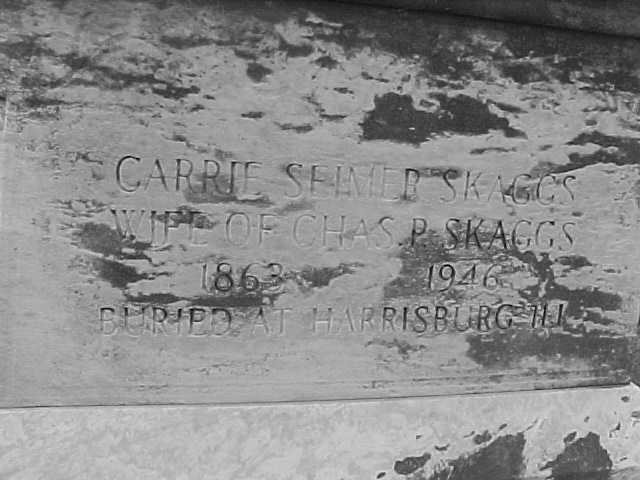 CARRIE SEIMER SKAGGS
WIFE OF CHAS. P. SKAGGS
1863 1946
BURIED AT HARRISBURG ILL